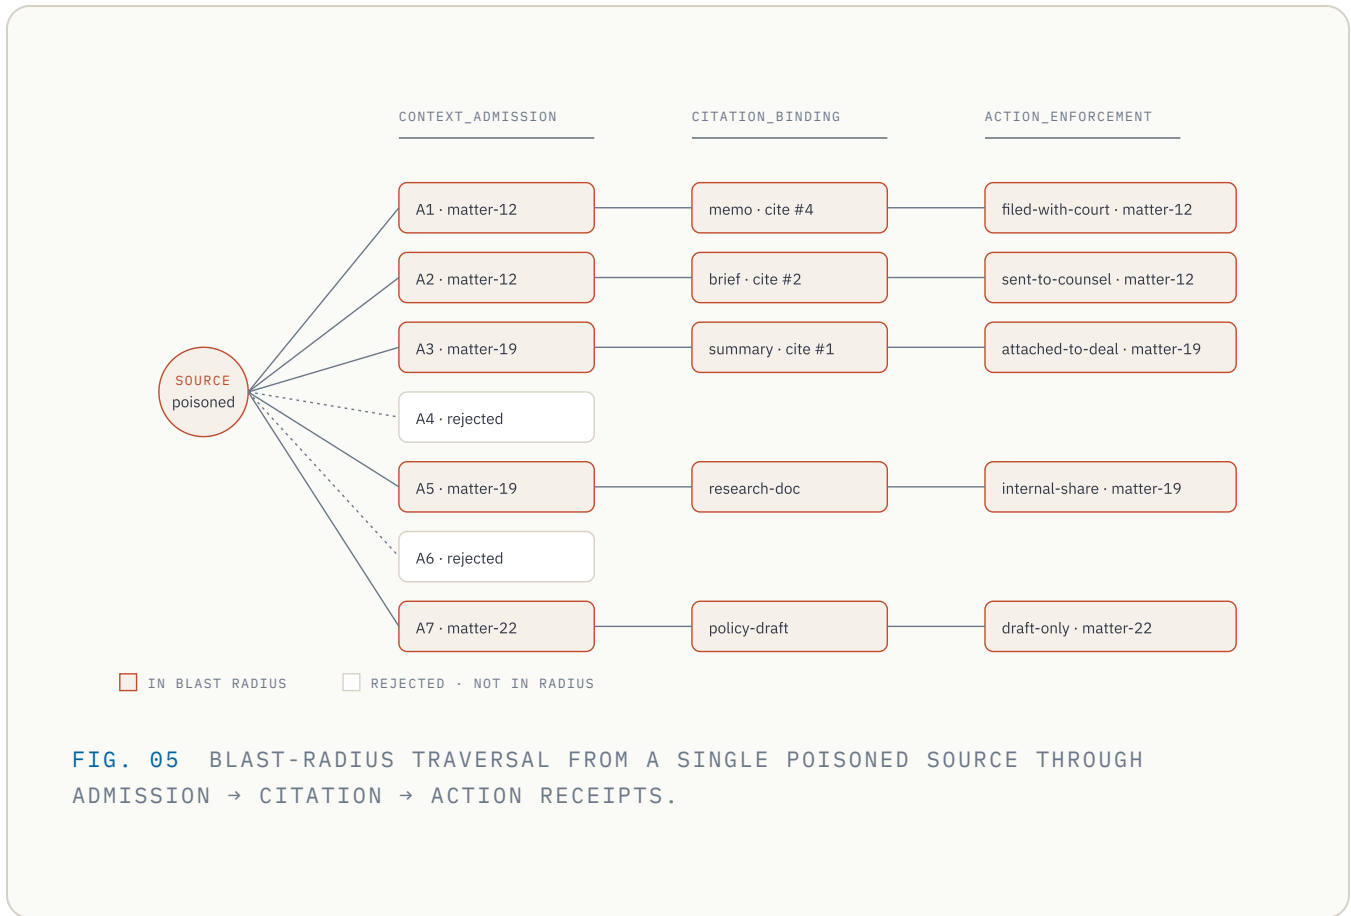 CONTEXT_ADMISSION
CITATION_BINDING
ACTION_ENFORCEMENT
A1 · matter-12
memo · cite #4
filed-with-court · matter-12
A2 · matter-12
brief · cite #2
sent-to-counsel · matter-12
A3 · matter-19
summary · cite #1
attached-to-deal · matter-19
SOURCE
poisoned
A4 · rejected
A5 · matter-19
research-doc
internal-share · matter-19
A6 · rejected
A7 · matter-22
policy-draft
draft-only · matter-22
IN BLAST RADIUS
REJECTED · NOT IN RADIUS
FIG. 05 BLAST-RADIUS TRAVERSAL FROM A SINGLE POISONED SOURCE THROUGH
ADMISSION → CITATION → ACTION RECEIPTS.